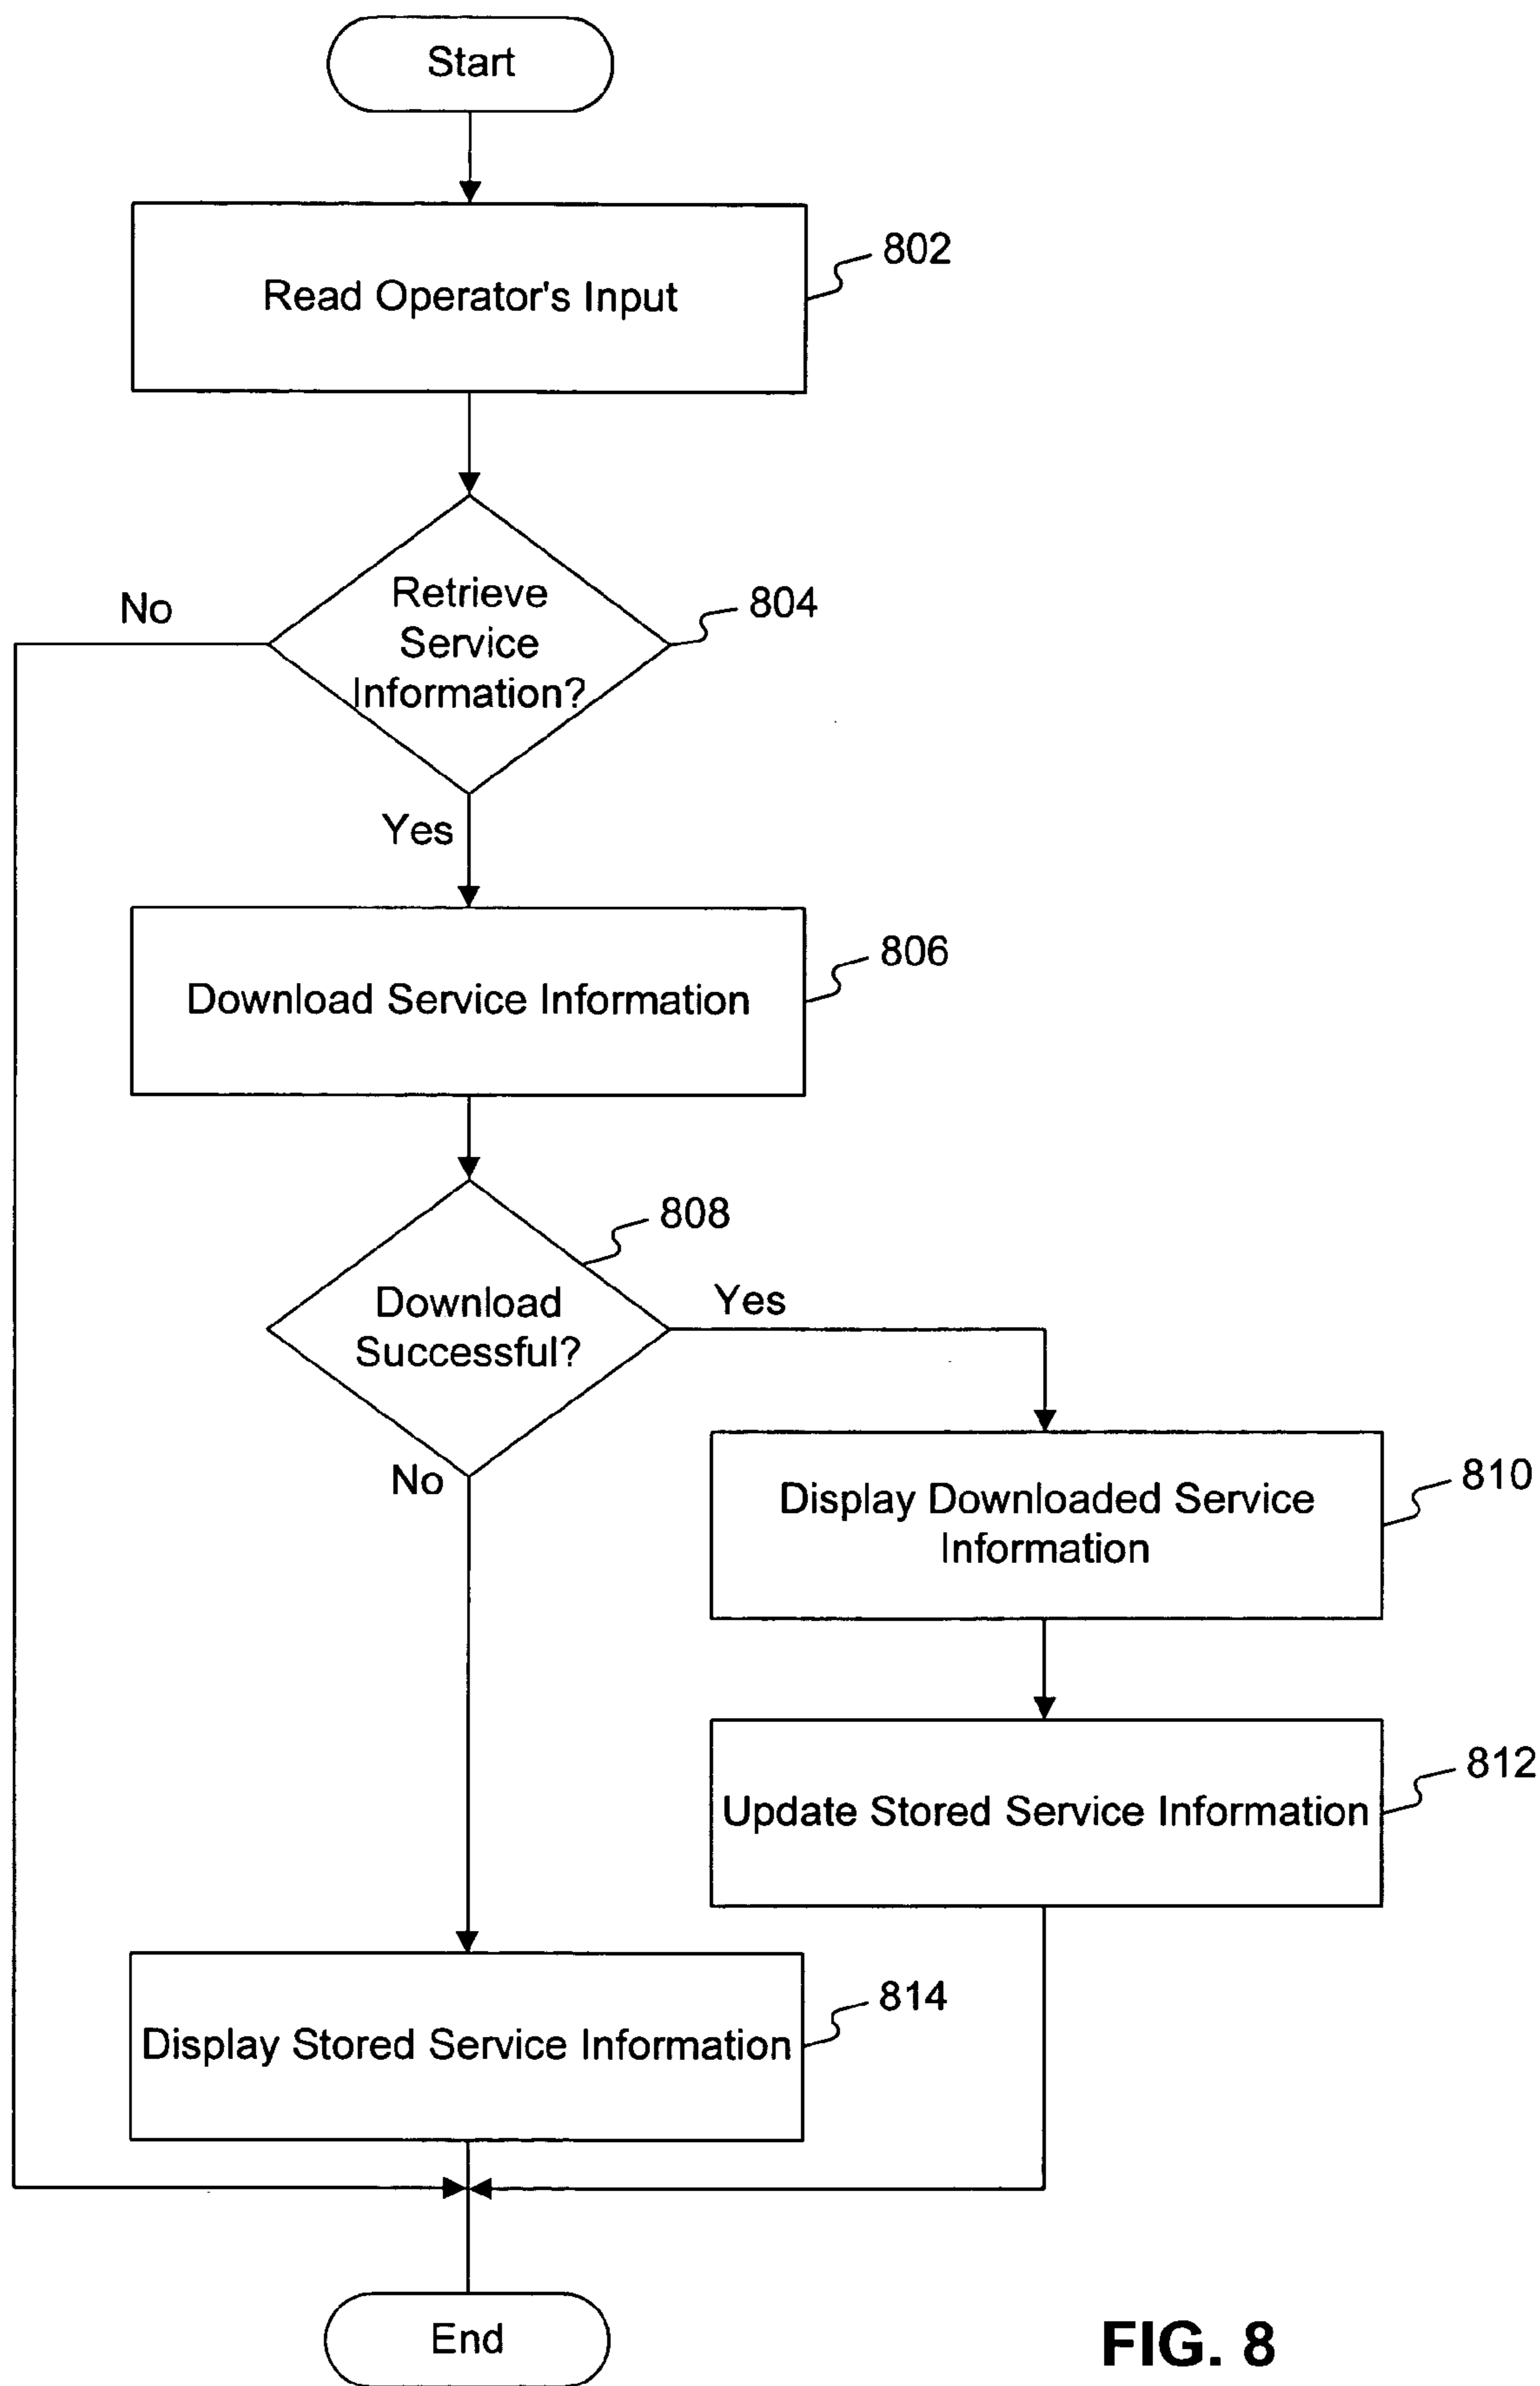 Start
Read Operator's Input
802
Retrieve
Service
Information?
804
No
Yes
Download Service Information
806
Download
Successful?
808
Yes
No
Display Downloaded Service
Information
810
Update Stored Service Information
812
Display Stored Service Information
814
End
FIG. 8